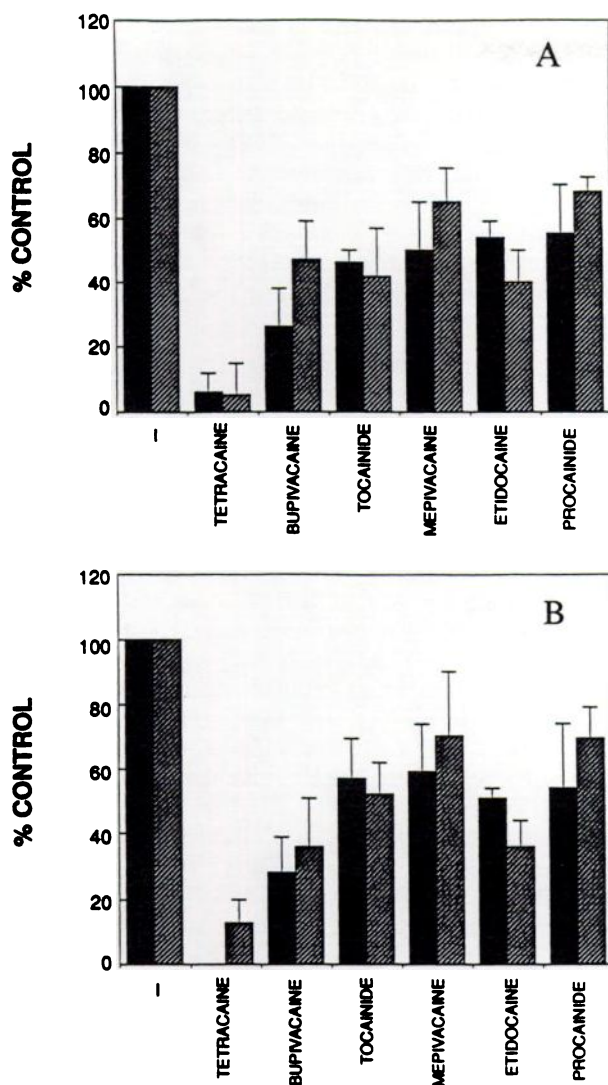 120
A
100
80
60
40
20
0
% CONTROL
–
TETRACAINE
BUPIVACAINE
TOCAINIDE
MEPIVACAINE
ETIDOCAINE
PROCAINIDE
120
B
100
80
60
40
20
0
% CONTROL
–
TETRACAINE
BUPIVACAINE
TOCAINIDE
MEPIVACAINE
ETIDOCAINE
PROCAINIDE